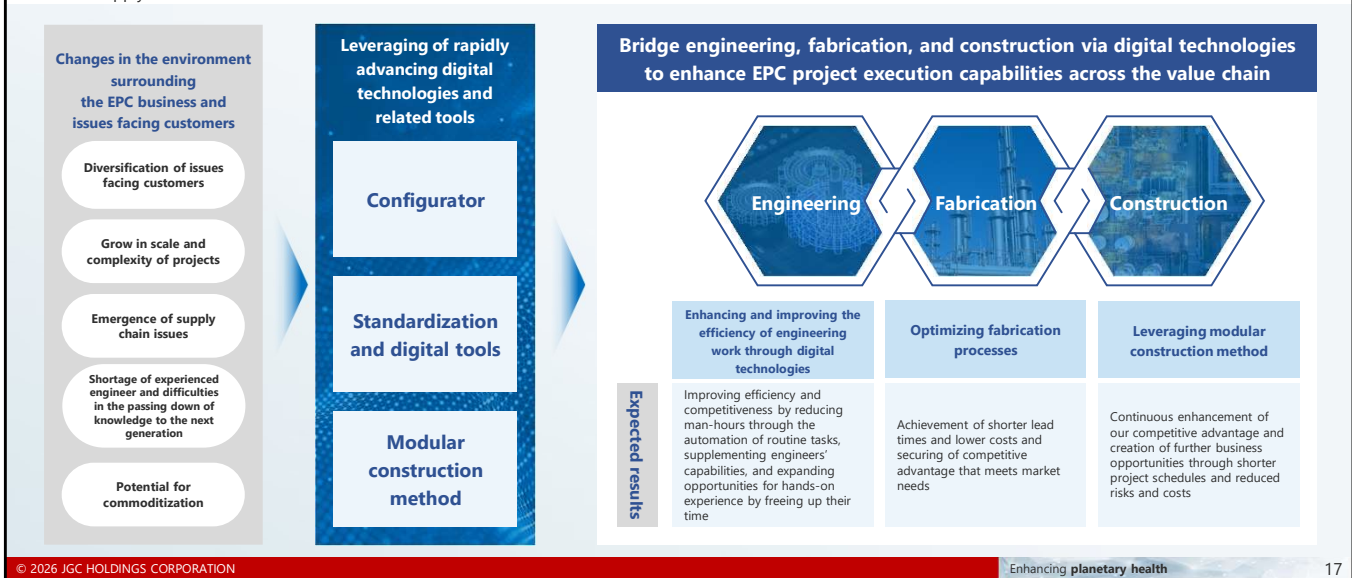 Changes in the environment
surrounding
the EPC business and
issues facing customers
Diversification of issues
facing customers
Grow in scale and
complexity of projects
Emergence of supply
chain issues
Shortage of experienced
engineer and difficulties
in the passing down of
knowledge to the next
generation
Potential for
commoditization
Leveraging of rapidly
advancing digital
technologies and
related tools
Configurator
Standardization
and digital tools
Modular
construction
method
Bridge engineering, fabrication, and construction via digital technologies
to enhance EPC project execution capabilities across the value chain
Engineering
Fabrication
Construction
Enhancing and improving the
efficiency of engineering
work through digital
technologies
Optimizing fabrication
processes
Leveraging modular
construction method
Expected results
Improving efficiency and
competitiveness by reducing
man-hours through the
automation of routine tasks,
supplementing engineers’
capabilities, and expanding
opportunities for hands-on
experience by freeing up their
time
Achievement of shorter lead
times and lower costs and
securing of competitive
advantage that meets market
needs
Continuous enhancement of
our competitive advantage and
creation of further business
opportunities through shorter
project schedules and reduced
risks and costs
© 2026 JGC HOLDINGS CORPORATION
Enhancing planetary health
17